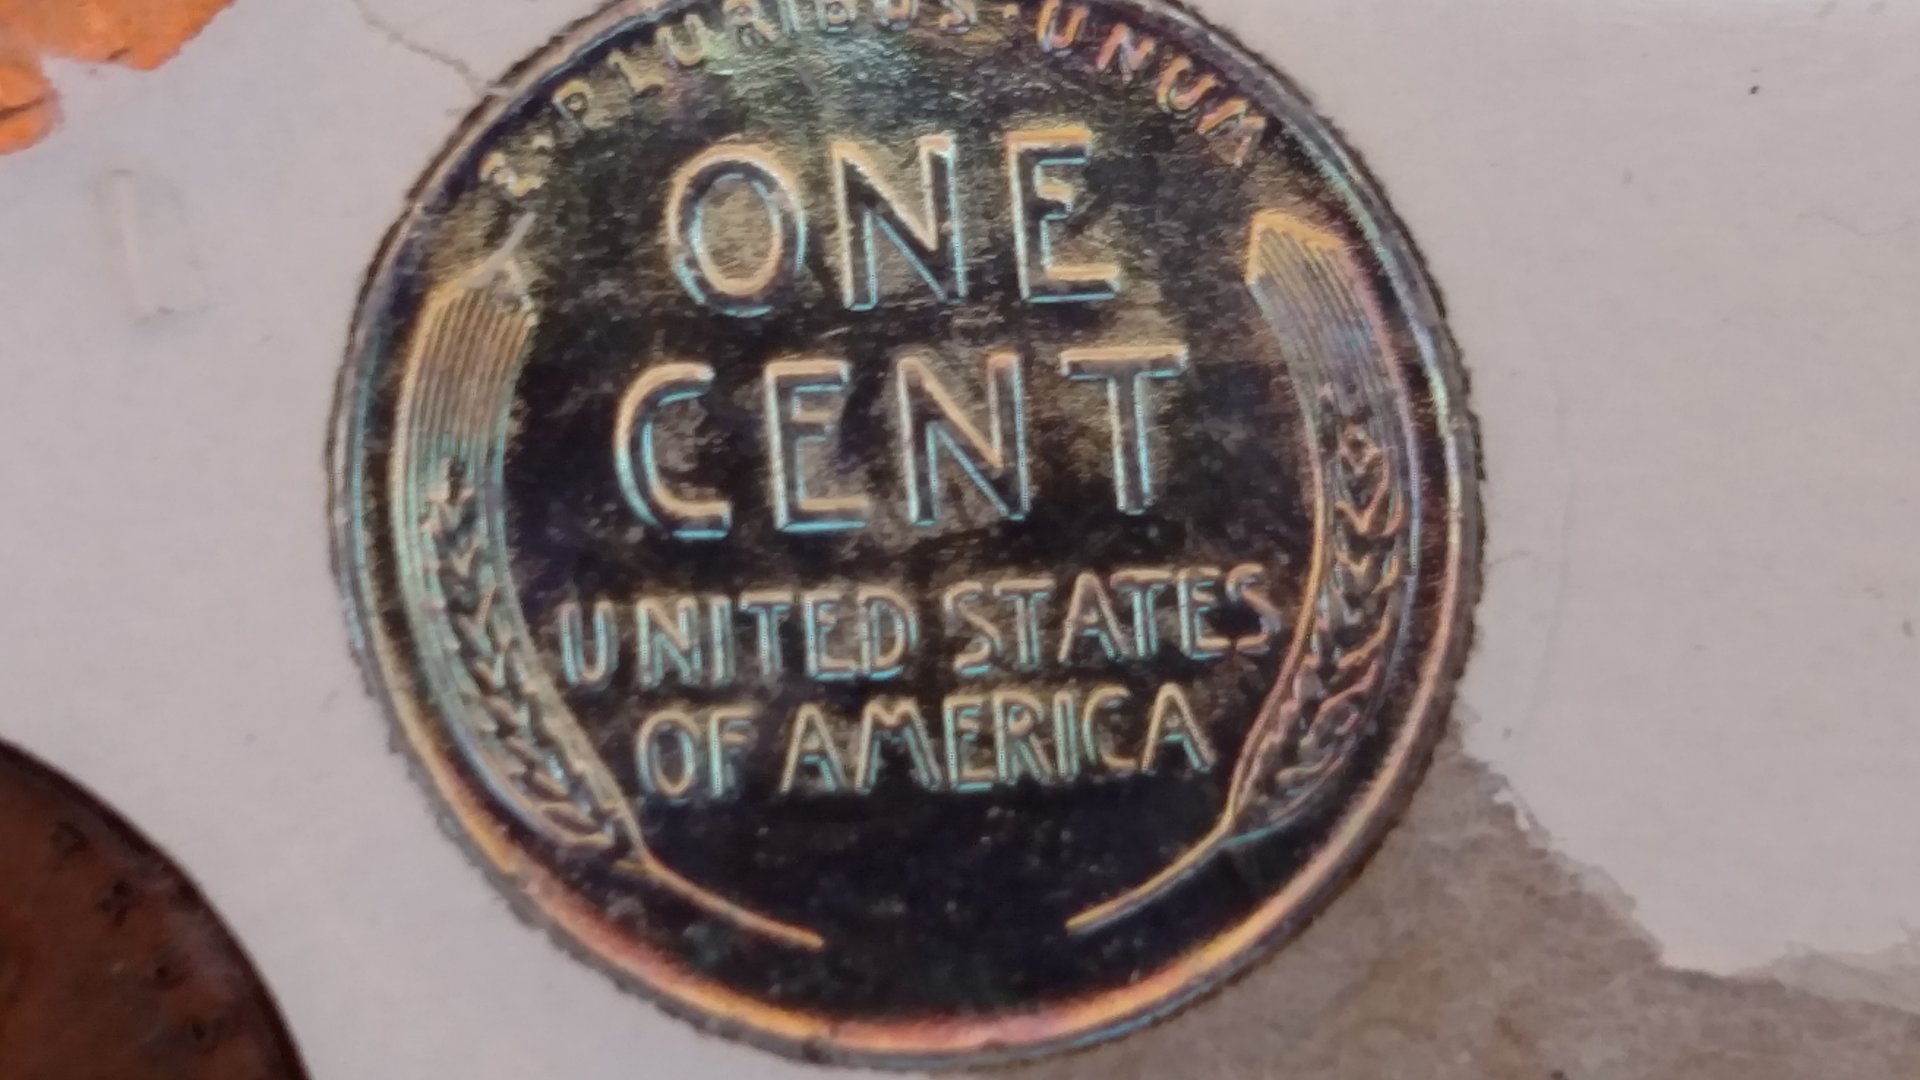 E·PLURIBUS·UNUM
ONE
CENT
UNITED STATES
OF AMERICA